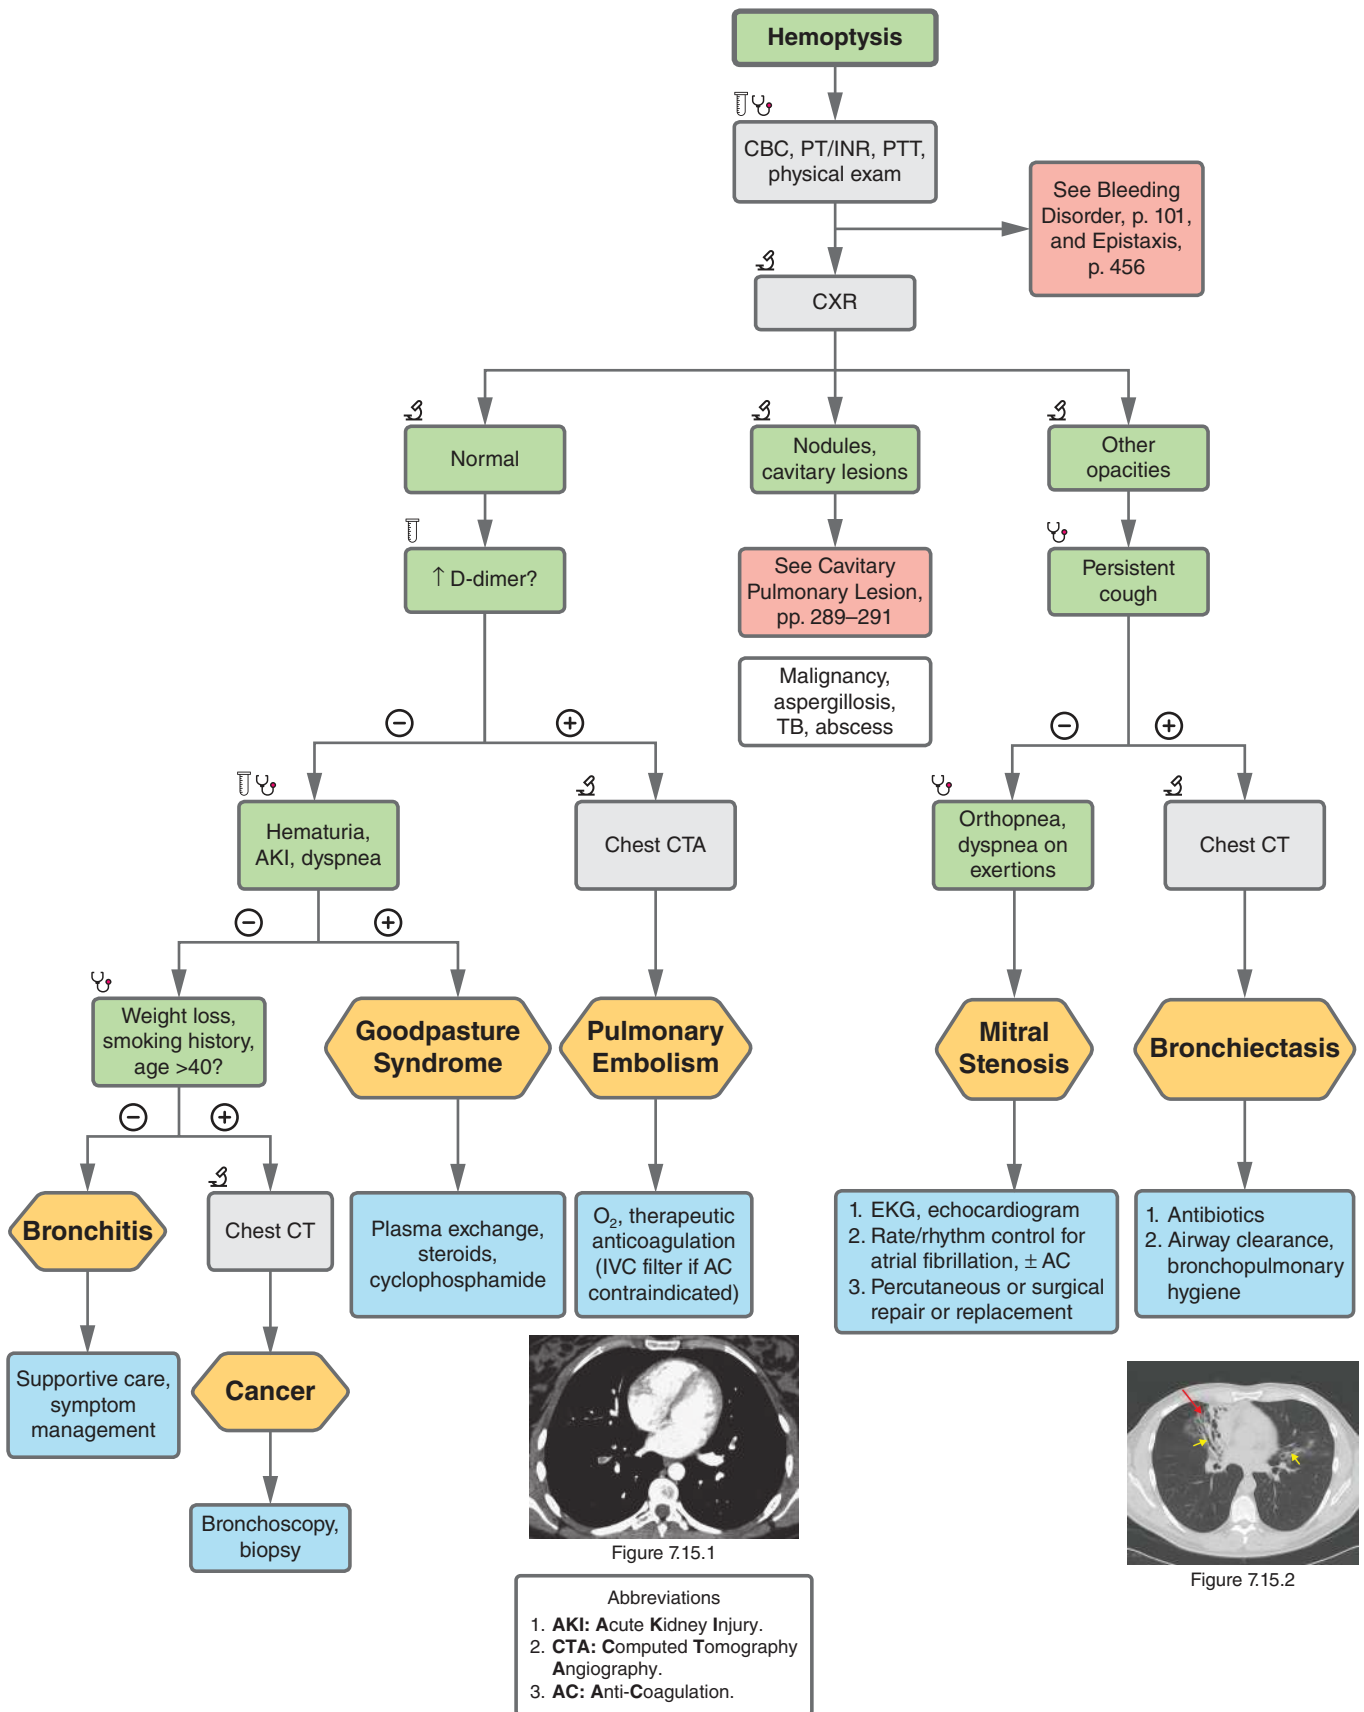 Hemoptysis
CBC, PT/INR, PTT,
physical exam
See Bleeding
Disorder, p. 101,
and Epistaxis,
p. 456
CXR
Normal
Nodules,
cavitary lesions
Other
opacities
↑ D-dimer?
See Cavitary
Pulmonary Lesion,
pp. 289–291
Persistent
cough
Malignancy,
aspergillosis,
TB, abscess
−
+
−
+
Hematuria,
AKI, dyspnea
Chest CTA
Orthopnea,
dyspnea on
exertions
Chest CT
−
+
Weight loss,
smoking history,
age >40?
Goodpasture
Syndrome
Pulmonary
Embolism
Mitral
Stenosis
Bronchiectasis
−
+
Bronchitis
Chest CT
Plasma exchange,
steroids,
cyclophosphamide
O₂, therapeutic
anticoagulation
(IVC filter if AC
contraindicated)
1. EKG, echocardiogram
2. Rate/rhythm control for
atrial fibrillation, ± AC
3. Percutaneous or surgical
repair or replacement
1. Antibiotics
2. Airway clearance,
bronchopulmonary
hygiene
Supportive care,
symptom
management
Cancer
Bronchoscopy,
biopsy
Figure 7.15.1
Figure 7.15.2
Abbreviations
1. AKI: Acute Kidney Injury.
2. CTA: Computed Tomography
Angiography.
3. AC: Anti-Coagulation.